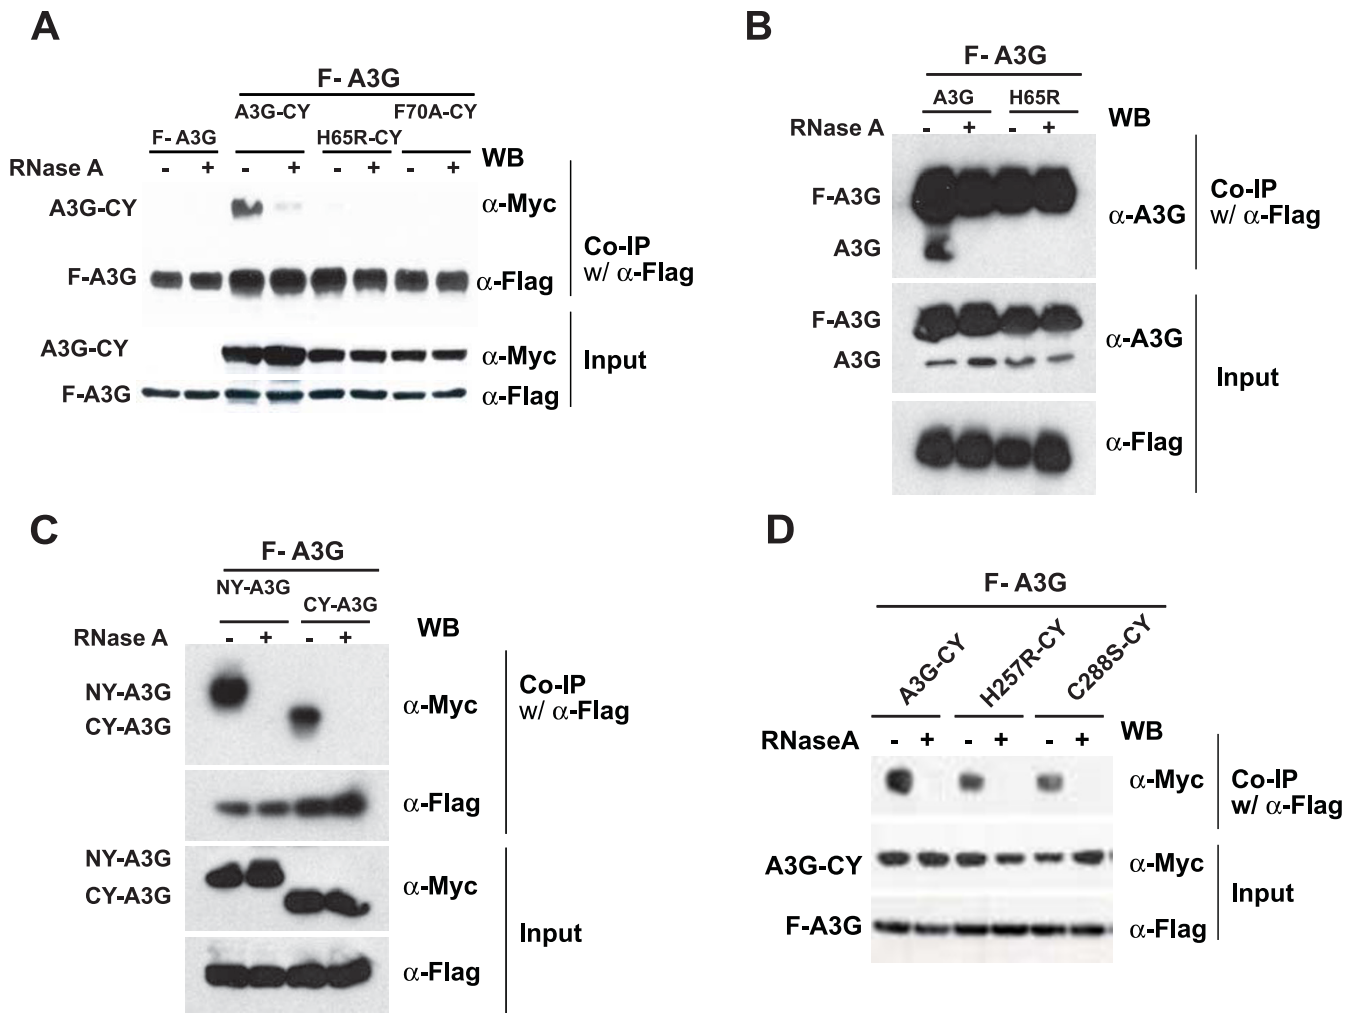 A
F- A3G
A3G-CY F70A-CY
F- A3G H65R-CY
RNase A - + - + - + - + WB
A3G-CY α-Myc
F-A3G α-Flag
Co-IP
w/ α-Flag
A3G-CY α-Myc
F-A3G α-Flag
Input
B
F- A3G
A3G H65R
RNase A - + - + WB
F-A3G
A3G
α-A3G
Co-IP
w/ α-Flag
F-A3G
A3G
α-A3G
α-Flag
Input
C
F- A3G
NY-A3G
CY-A3G
RNase A - + - + WB
NY-A3G
CY-A3G
α-Myc
α-Flag
Co-IP
w/ α-Flag
NY-A3G
CY-A3G
α-Myc
α-Flag
Input
D
F- A3G
A3G-CY H257R-CY C288S-CY
RNaseA - + - + - + WB
α-Myc
Co-IP
w/ α-Flag
A3G-CY α-Myc
F-A3G α-Flag
Input